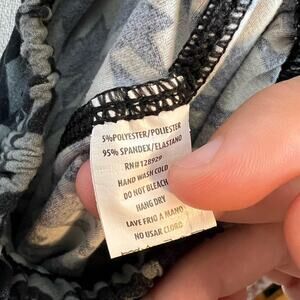 5%POLYESTER/POLIESTER
95% SPANDEX/ELASTANO
RN#128929
HAND WASH COLD
DO NOT BLEACH
HANG DRY
LAVE FRIO A MANO
NO USAR CLORO